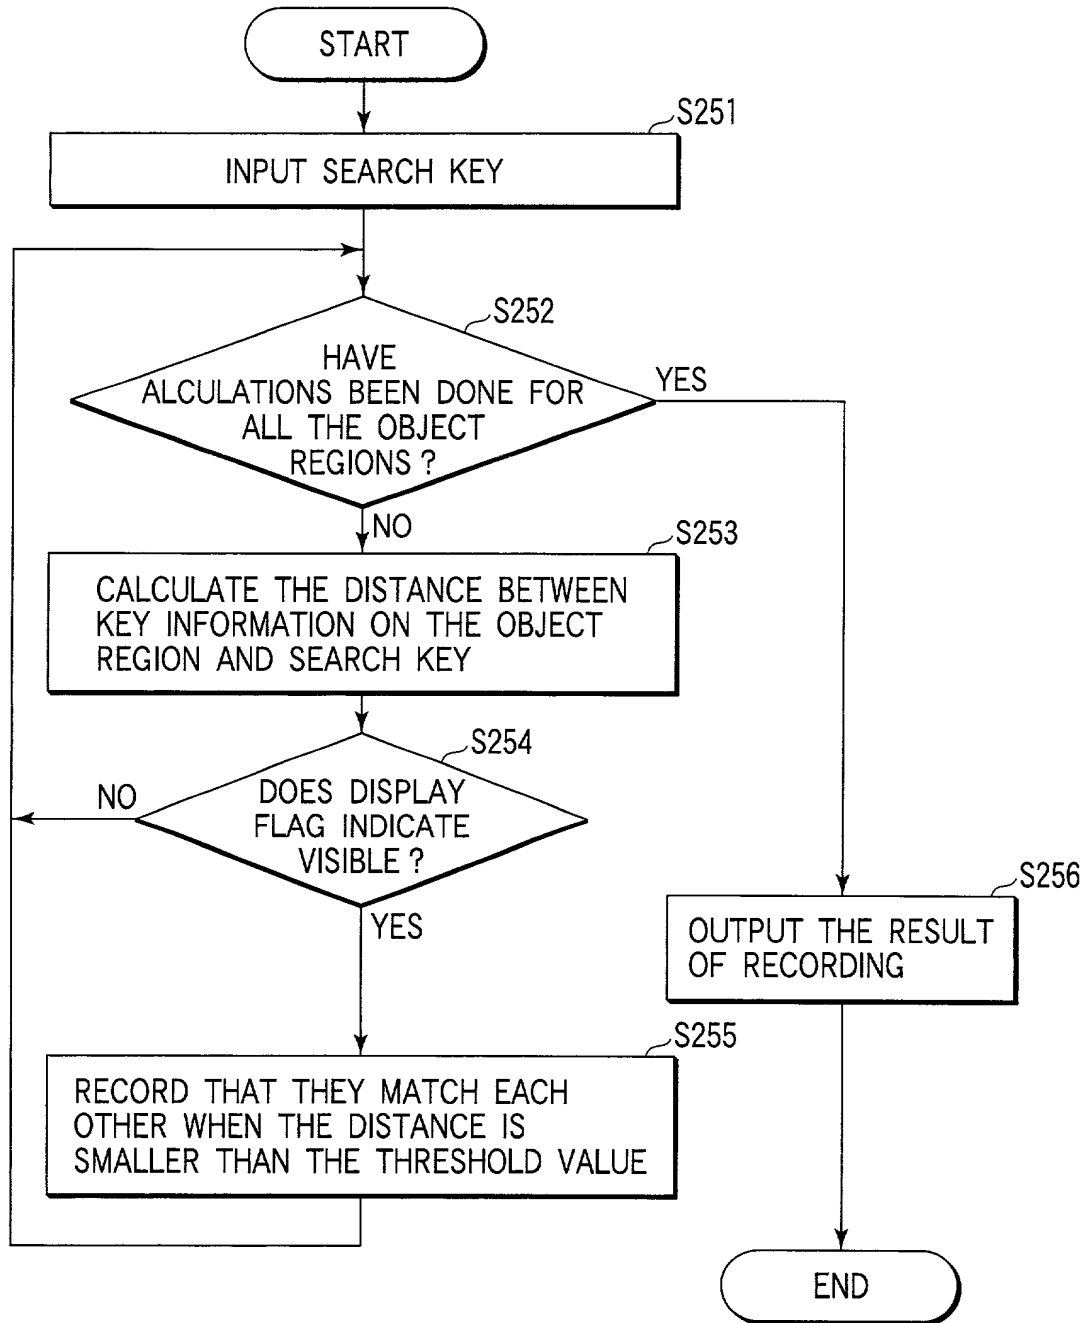 START
S251
INPUT SEARCH KEY
S252
HAVE
ALCULATIONS BEEN DONE FOR
ALL THE OBJECT
REGIONS ?
YES
NO
S253
CALCULATE THE DISTANCE BETWEEN
KEY INFORMATION ON THE OBJECT
REGION AND SEARCH KEY
S254
DOES DISPLAY
FLAG INDICATE
VISIBLE ?
NO
YES
S255
RECORD THAT THEY MATCH EACH
OTHER WHEN THE DISTANCE IS
SMALLER THAN THE THRESHOLD VALUE
S256
OUTPUT THE RESULT
OF RECORDING
END